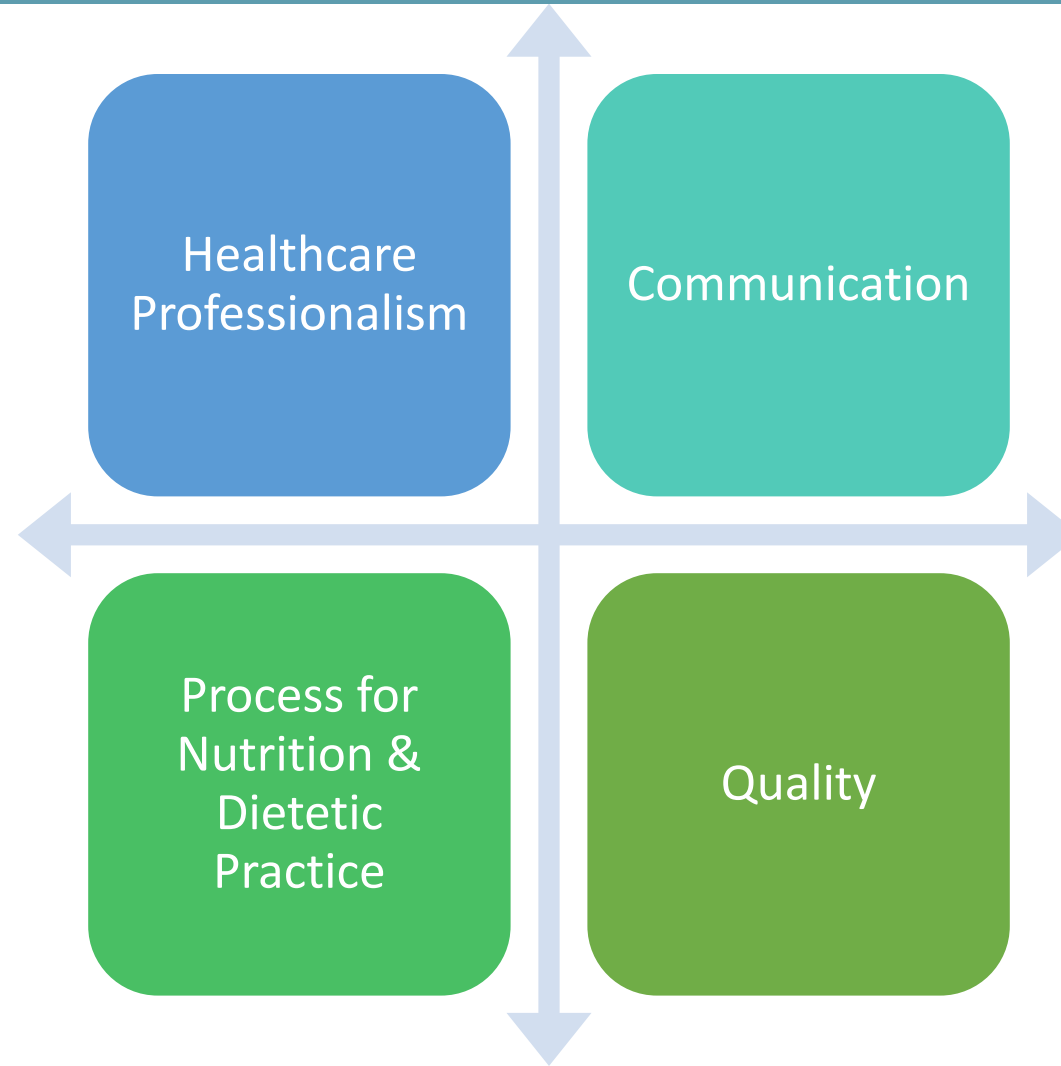 Healthcare
Professionalism
Communication
Process for
Nutrition &
Dietetic
Practice
Quality